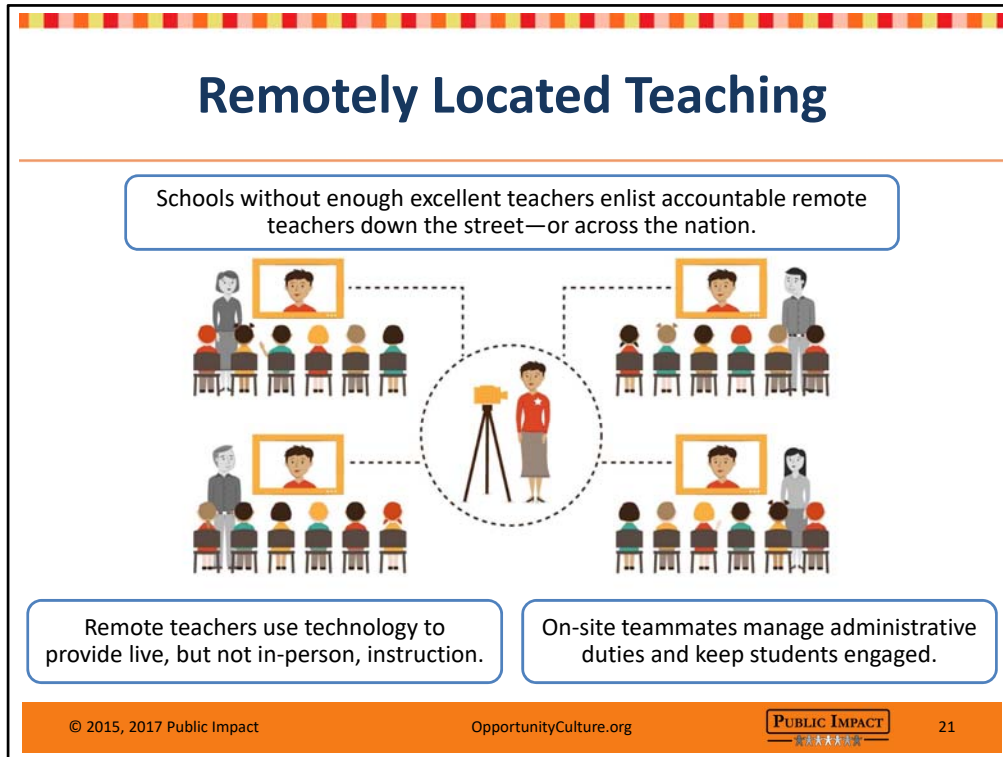 Remotely Located Teaching
Schools without enough excellent teachers enlist accountable remote
teachers down the street—or across the nation.
Remote teachers use technology to
provide live, but not in-person, instruction.
On-site teammates manage administrative
duties and keep students engaged.
© 2015, 2017 Public Impact
OpportunityCulture.org
PUBLIC IMPACT
21